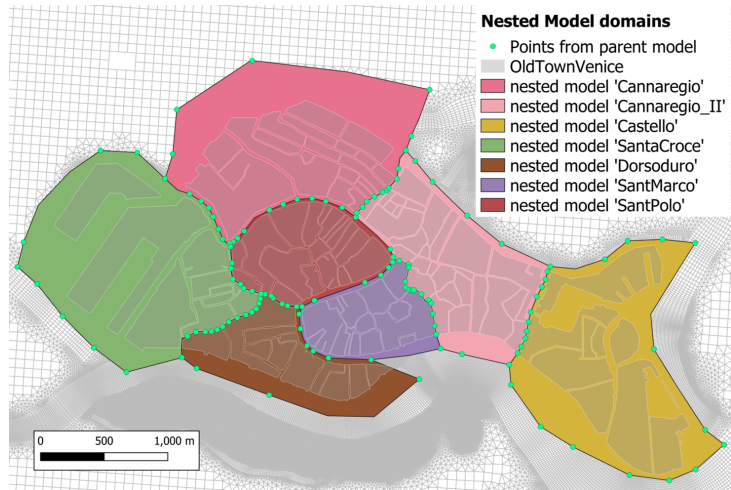 Nested Model domains
Points from parent model
OldTownVenice
nested model 'Cannaregio'
nested model 'Cannaregio_II'
nested model 'Castello'
nested model 'SantaCroce'
nested model 'Dorsoduro'
nested model 'SantMarco'
nested model 'SantPolo'
0 500 1,000 m